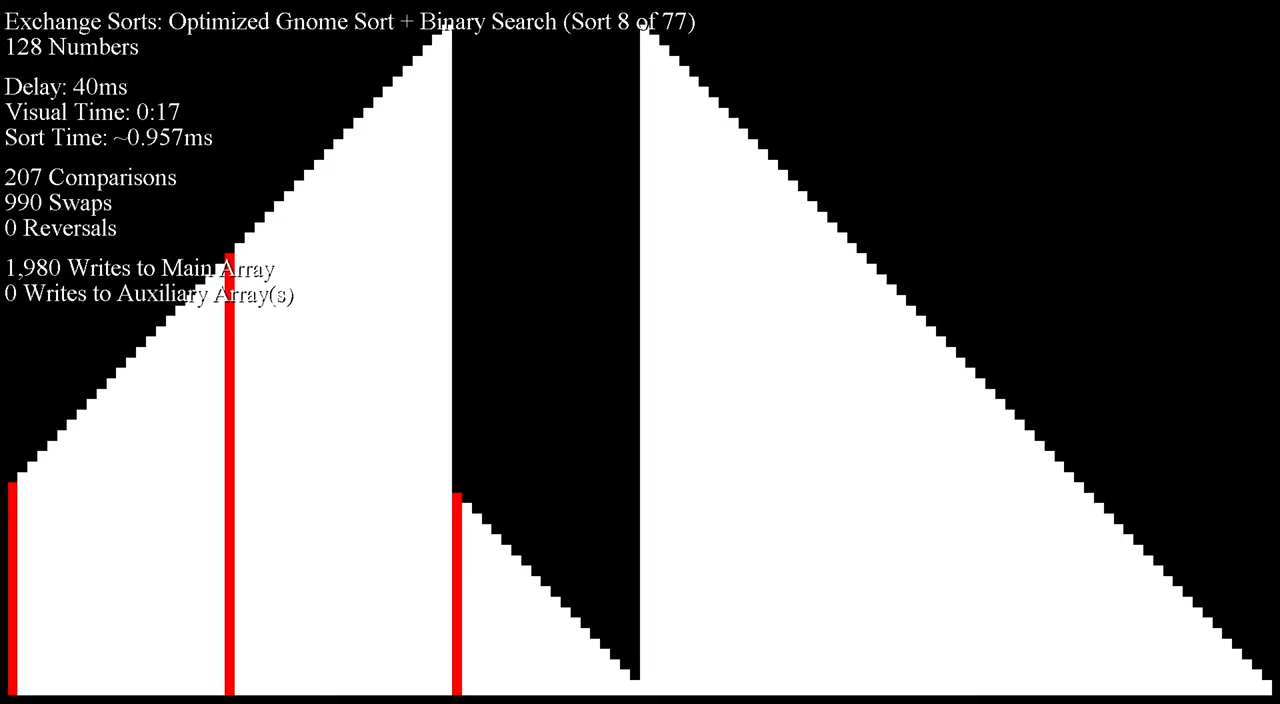 Exchange Sorts: Optimized Gnome Sort + Binary Search (Sort 8 of 77)
128 Numbers
Delay: 40ms
Visual Time: 0:17
Sort Time: ~0.957ms
207 Comparisons
990 Swaps
0 Reversals
1,980 Writes to Main Array
0 Writes to Auxiliary Array(s)